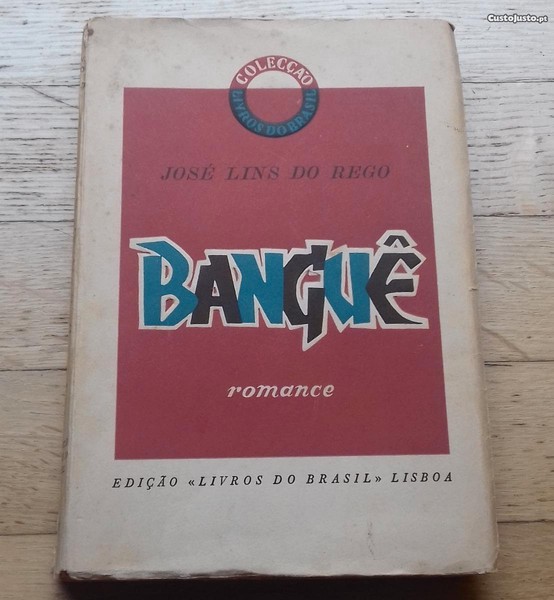 CustoJusto.pt
COLECÇÃO
LIVROS DO BRASIL
JOSÉ LINS DO REGO
BANGUÊ
romance
EDIÇÃO «LIVROS DO BRASIL» LISBOA